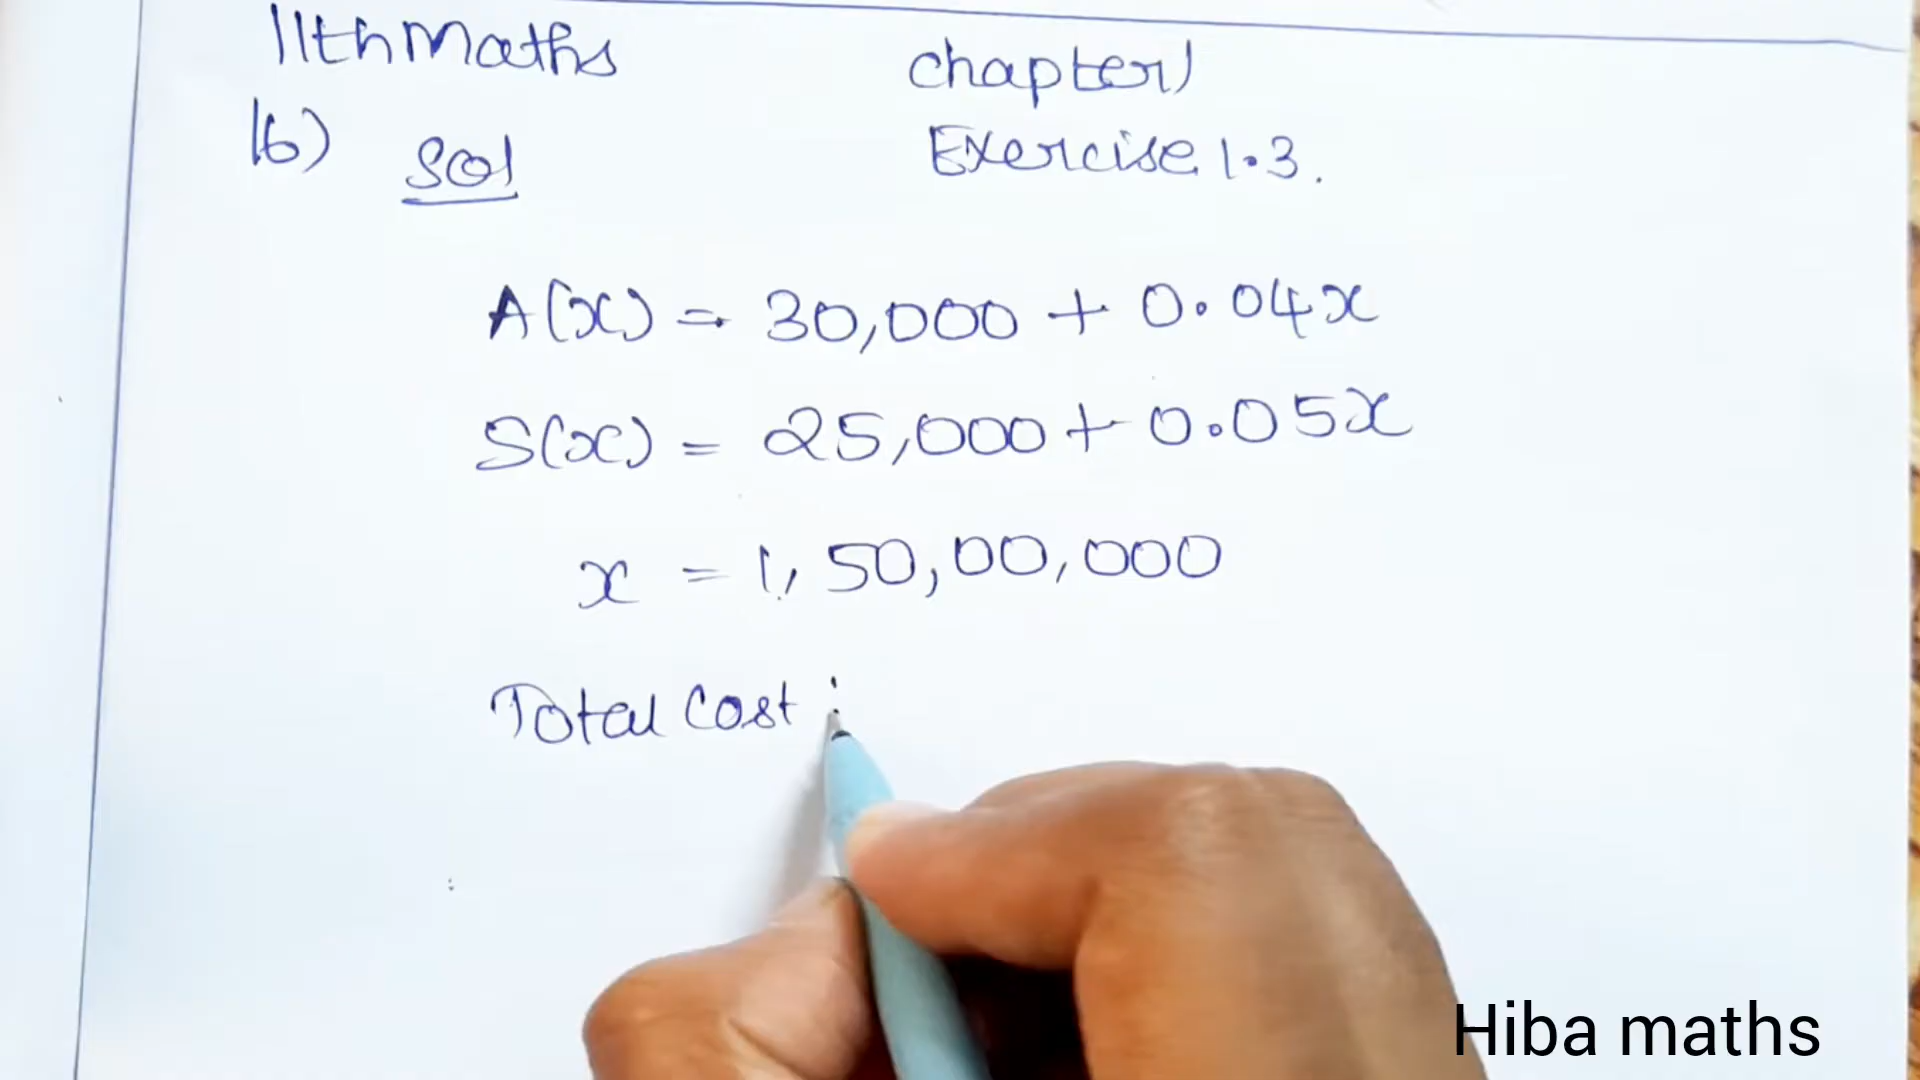 11th Maths chapter 1
16) Sol Exercise 1.3.
A(x) = 30,000 + 0.04x
S(x) = 25,000 + 0.05x
x = 1,50,00,000
Total cost :
Hiba maths